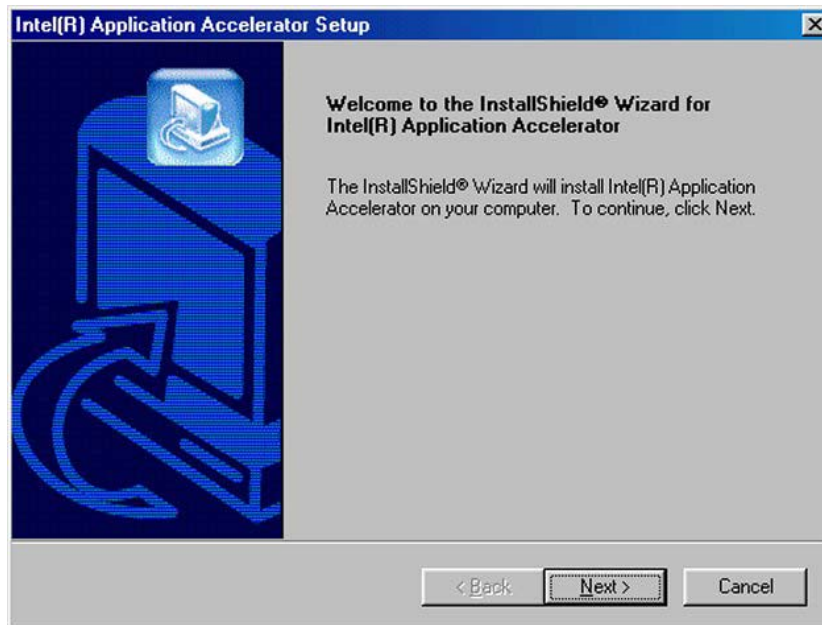 Intel(R) Application Accelerator Setup
Welcome to the InstallShield® Wizard for
Intel(R) Application Accelerator
The InstallShield® Wizard will install Intel(R) Application
Accelerator on your computer.  To continue, click Next.
< Back
Next >
Cancel